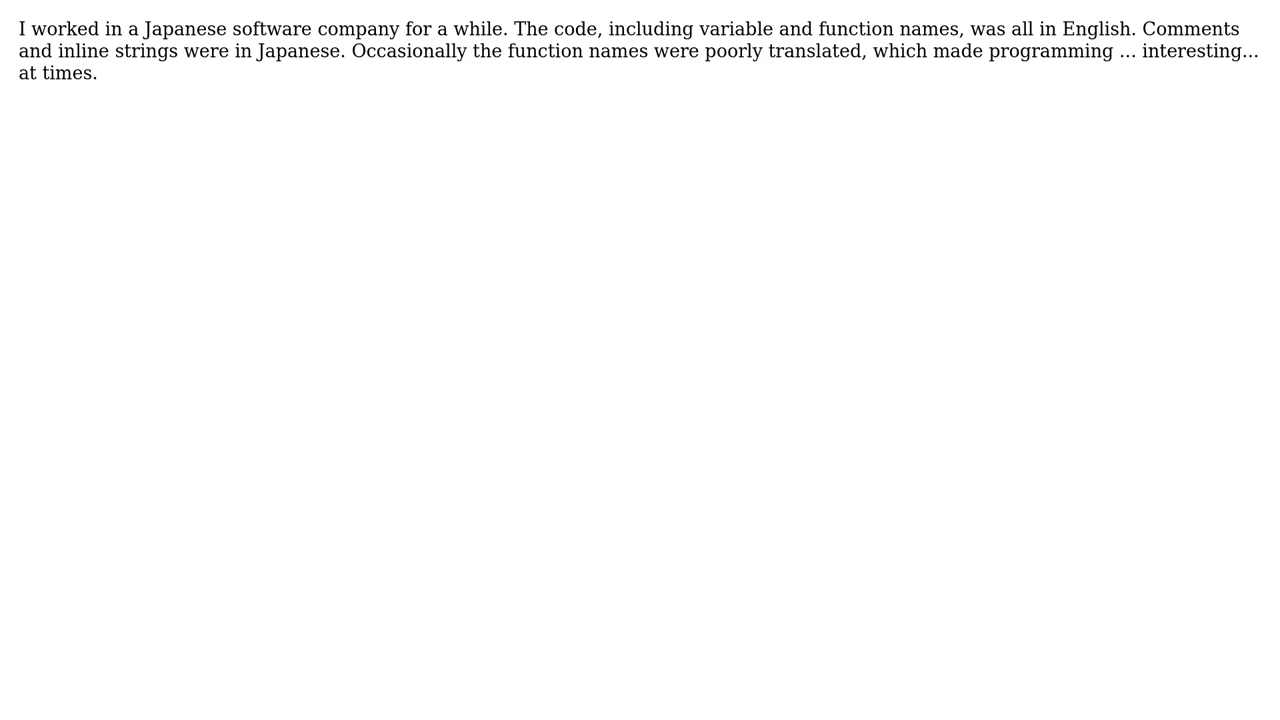 I worked in a Japanese software company for a while. The code, including variable and function names, was all in English. Comments
and inline strings were in Japanese. Occasionally the function names were poorly translated, which made programming ... interesting...
at times.